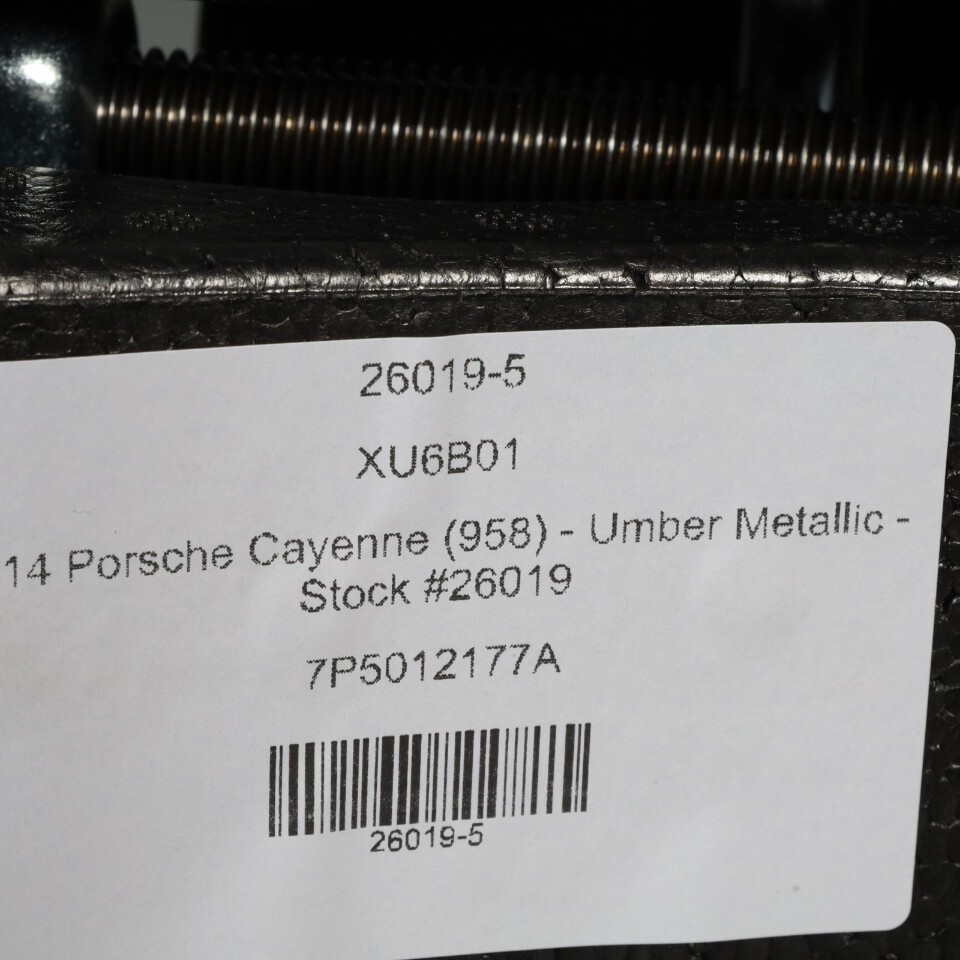 26019-5
XU6B01
14 Porsche Cayenne (958) - Umber Metallic -
Stock #26019
7P5012177A
26019-5